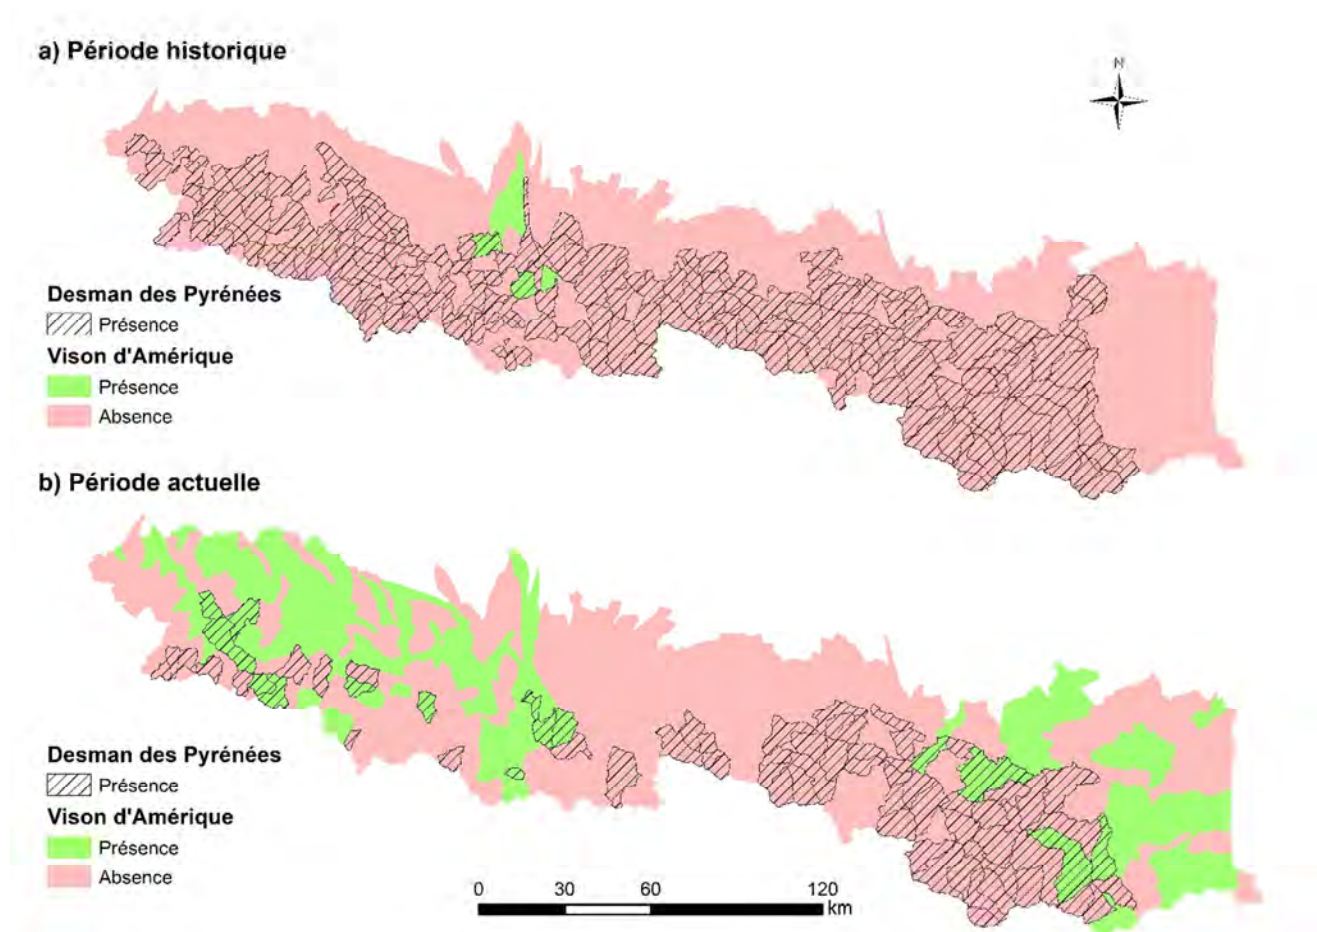 a) Période historique
N
Desman des Pyrénées
Présence
Vison d'Amérique
Présence
Absence
b) Période actuelle
Desman des Pyrénées
Présence
Vison d'Amérique
Présence
Absence
0 30 60 120
km